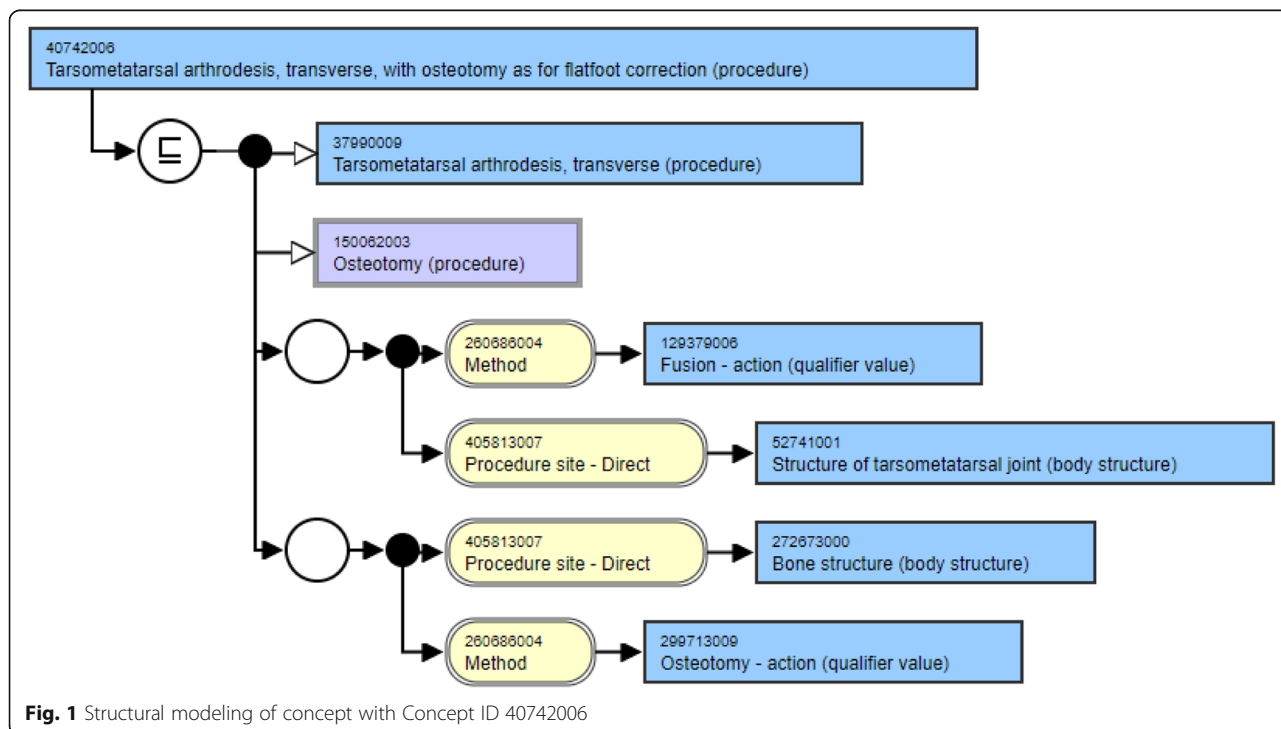 40742006
Tarsometatarsal arthrodesis, transverse, with osteotomy as for flatfoot correction (procedure)
⊑
37990009
Tarsometatarsal arthrodesis, transverse (procedure)
150062003
Osteotomy (procedure)
260686004
Method
129379006
Fusion - action (qualifier value)
405813007
Procedure site - Direct
52741001
Structure of tarsometatarsal joint (body structure)
405813007
Procedure site - Direct
272673000
Bone structure (body structure)
260686004
Method
299713009
Osteotomy - action (qualifier value)
Fig. 1 Structural modeling of concept with Concept ID 40742006